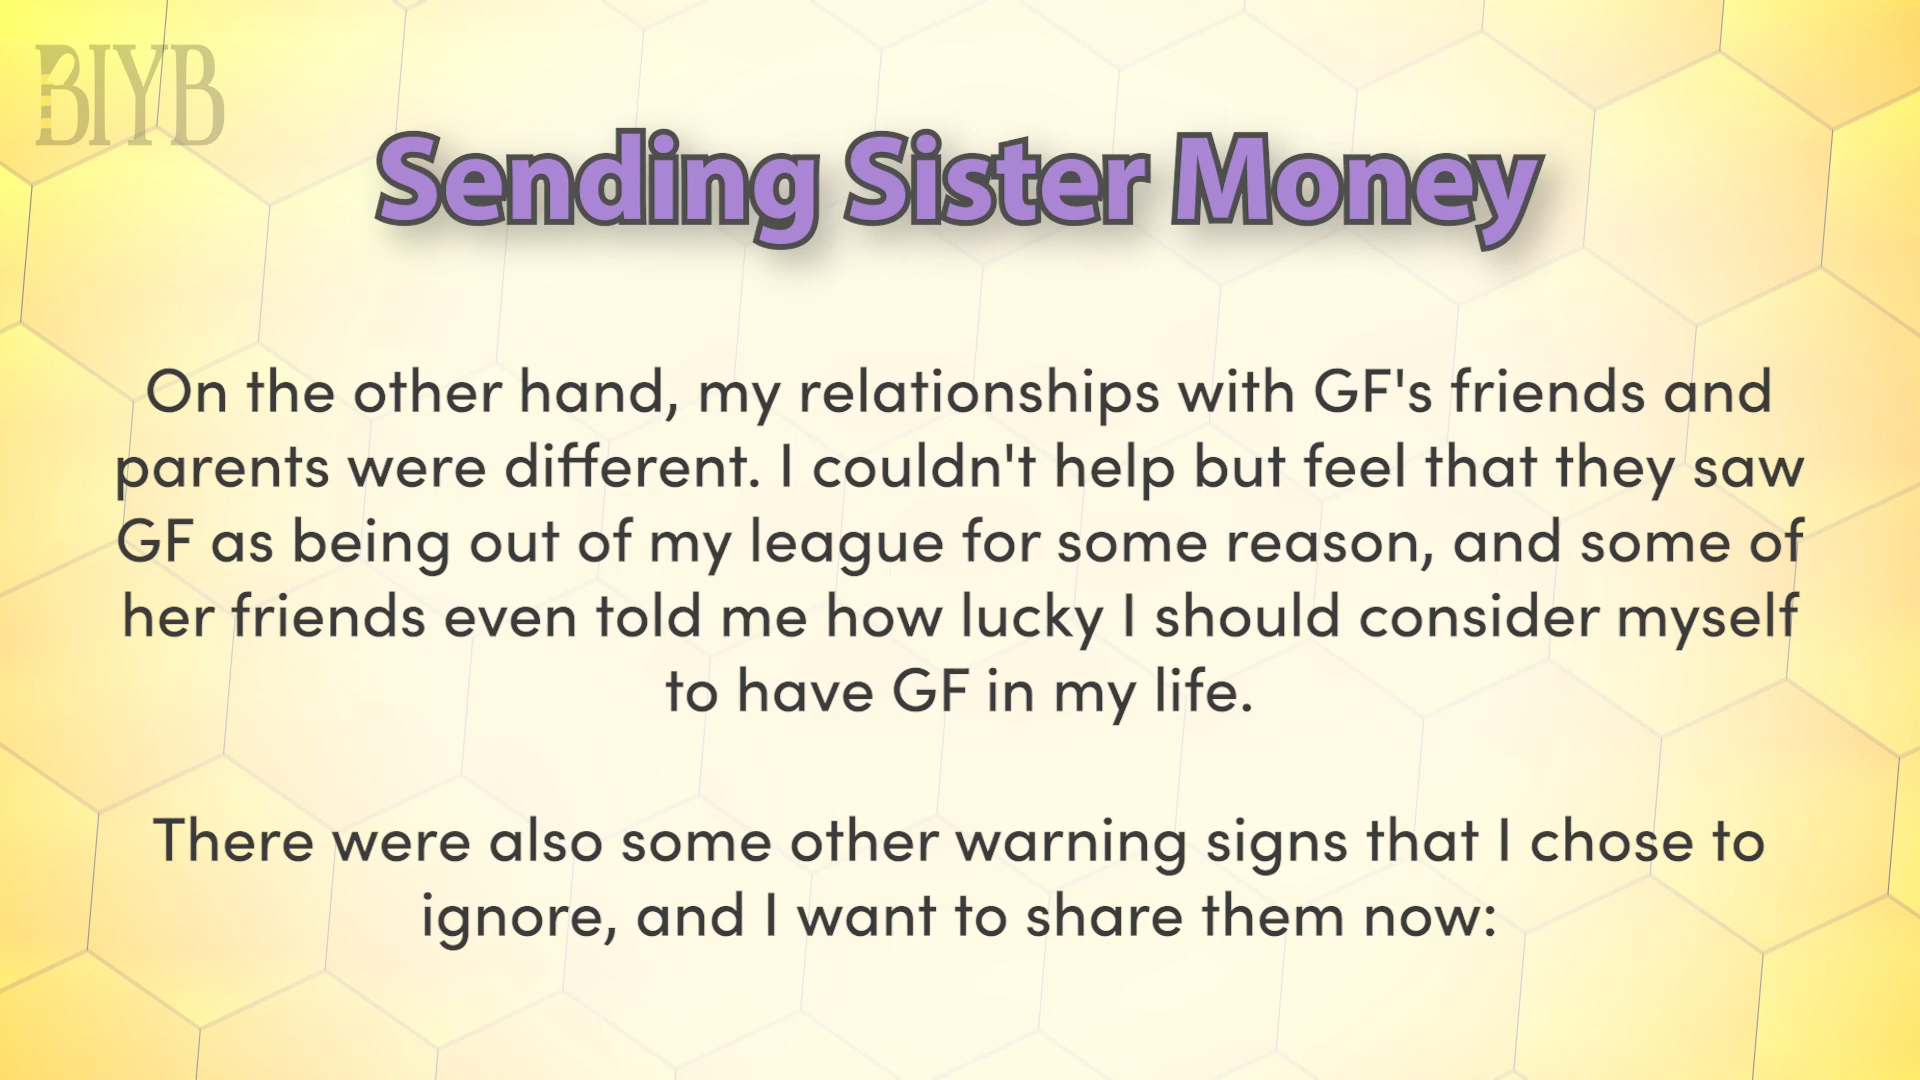 BIYB
Sending Sister Money
On the other hand, my relationships with GF's friends and
parents were different. I couldn't help but feel that they saw
GF as being out of my league for some reason, and some of
her friends even told me how lucky I should consider myself
to have GF in my life.
There were also some other warning signs that I chose to
ignore, and I want to share them now: